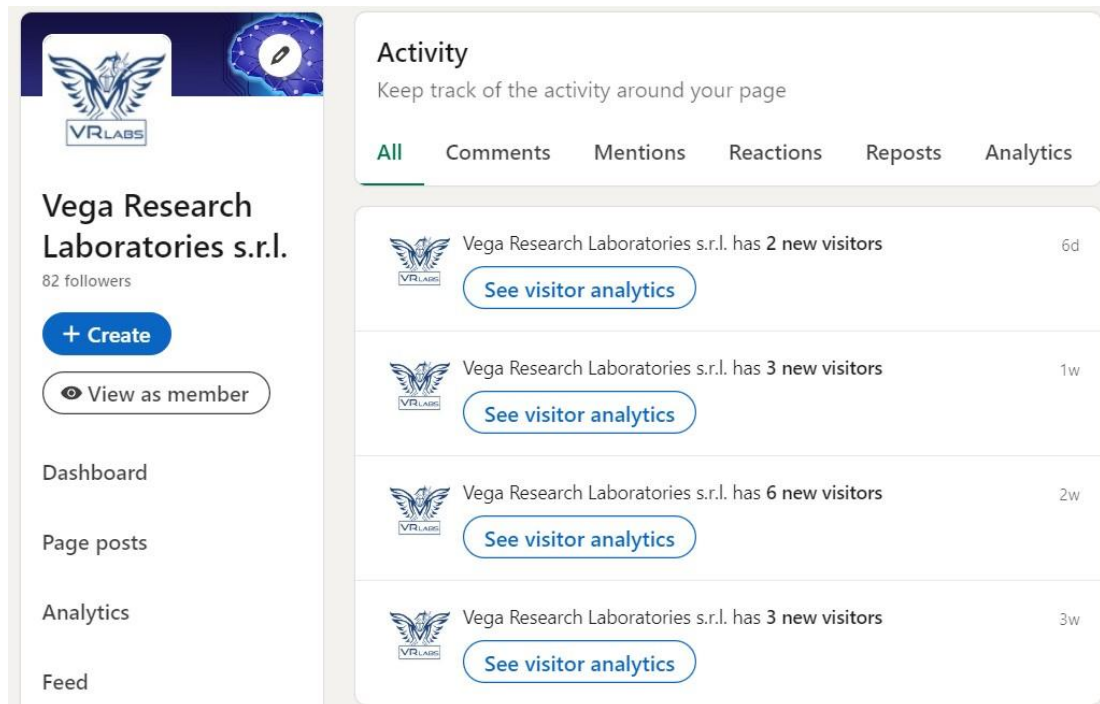 VRLABS
Vega Research
Laboratories s.r.l.
82 followers
+ Create
View as member
Dashboard
Page posts
Analytics
Feed
Activity
Keep track of the activity around your page
All Comments Mentions Reactions Reposts Analytics
VRLABS
Vega Research Laboratories s.r.l. has 2 new visitors 6d
See visitor analytics
VRLABS
Vega Research Laboratories s.r.l. has 3 new visitors 1w
See visitor analytics
VRLABS
Vega Research Laboratories s.r.l. has 6 new visitors 2w
See visitor analytics
VRLABS
Vega Research Laboratories s.r.l. has 3 new visitors 3w
See visitor analytics